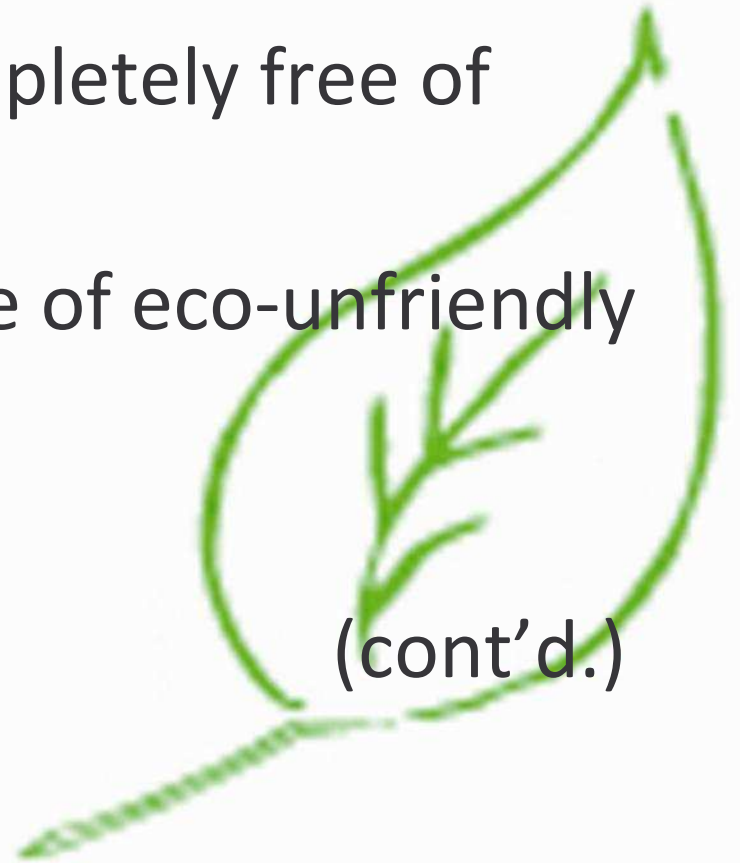 pletely free of
e of eco-unfriendly
(cont’d.)